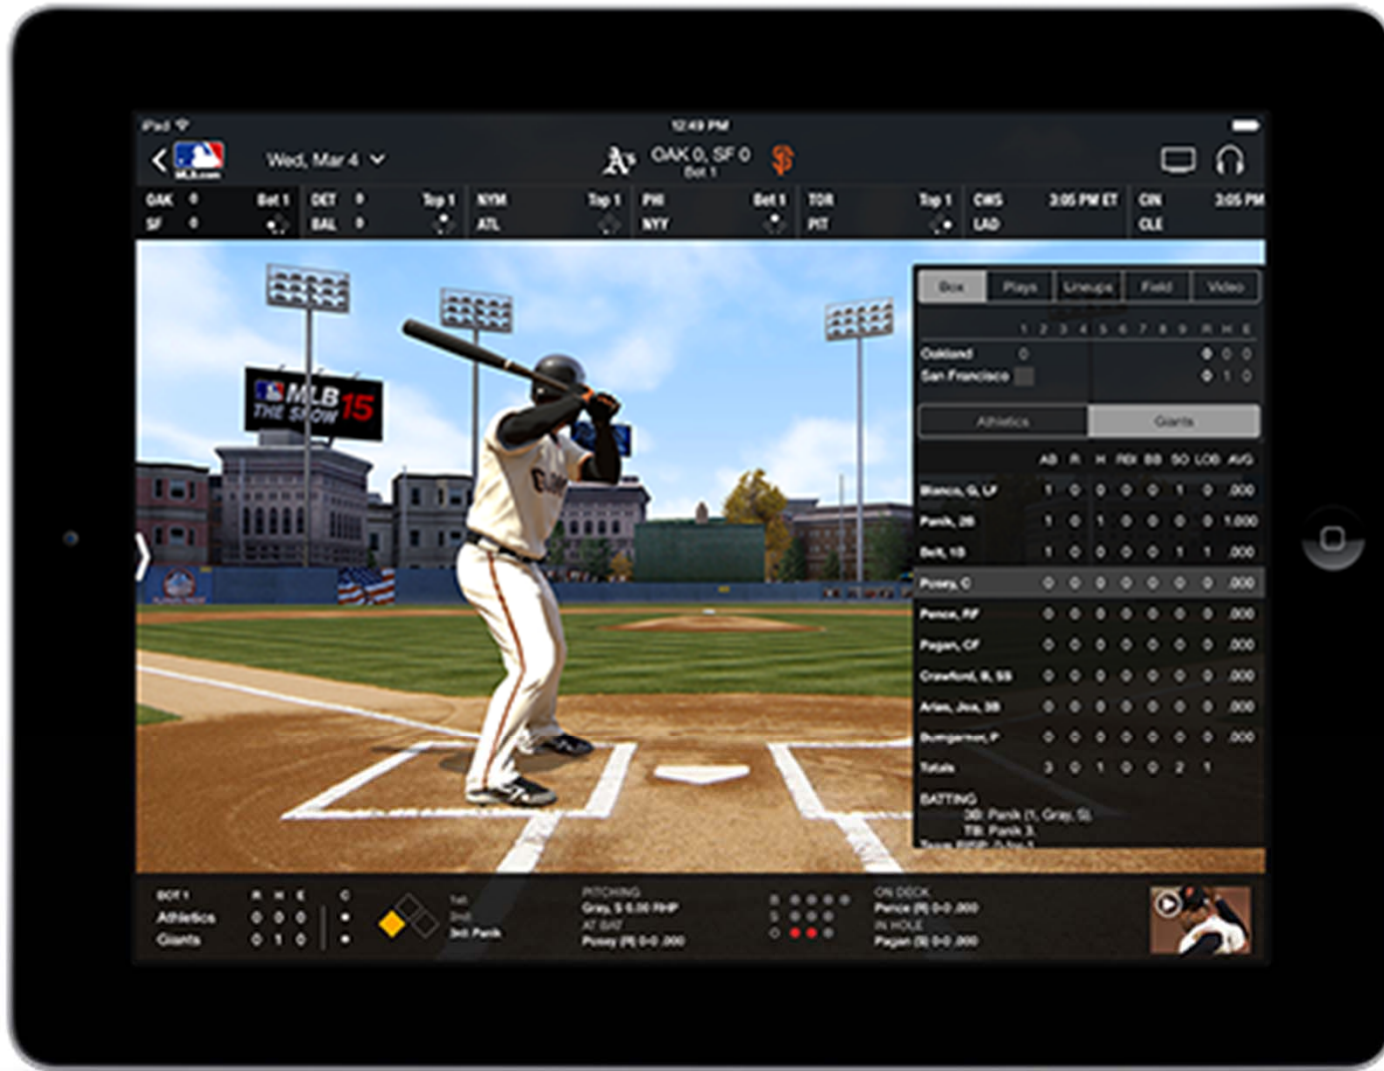 iPad 12:49 PM
MLB.com Wed, Mar 4 A's OAK 0, SF 0 SF
Bot 1
OAK 0 Bot 1 DET 0 Top 1 NYM Top 1 PHI Bot 1 TOR Top 1 CWS 3:05 PM ET CIN 3:05 PM
SF 0 BAL 0 ATL NYY PIT LAD CLE
MLB
THE SHOW 15
Box Plays Lineups Field Video
1 2 3 4 5 6 7 8 9 R H E
Oakland 0 0 0 0
San Francisco 0 1 0
Athletics Giants
AB R H RBI BB SO LOB AVG
Blanco, G, LF 1 0 0 0 0 1 0 .000
Panik, 2B 1 0 1 0 0 0 0 1.000
Belt, 1B 1 0 0 0 0 1 1 .000
Posey, C 0 0 0 0 0 0 0 .000
Pence, RF 0 0 0 0 0 0 0 .000
Pagan, CF 0 0 0 0 0 0 0 .000
Crawford, B, SS 0 0 0 0 0 0 0 .000
Arias, Joa, 3B 0 0 0 0 0 0 0 .000
Bumgarner, P 0 0 0 0 0 0 0 .000
Totals 3 0 1 0 0 2 1
BATTING
3B: Panik (1, Gray, S).
TB: Panik 3.
Team RISP: 0-for-1
BOT 1 R H E C
Athletics 0 0 0
Giants 0 1 0
1st
2nd
3rd Panik
PITCHING
Gray, S 0.00 RHP
AT BAT
Posey (R) 0-0 .000
B
S
O
ON DECK
Pence (R) 0-0 .000
IN HOLE
Pagan (S) 0-0 .000